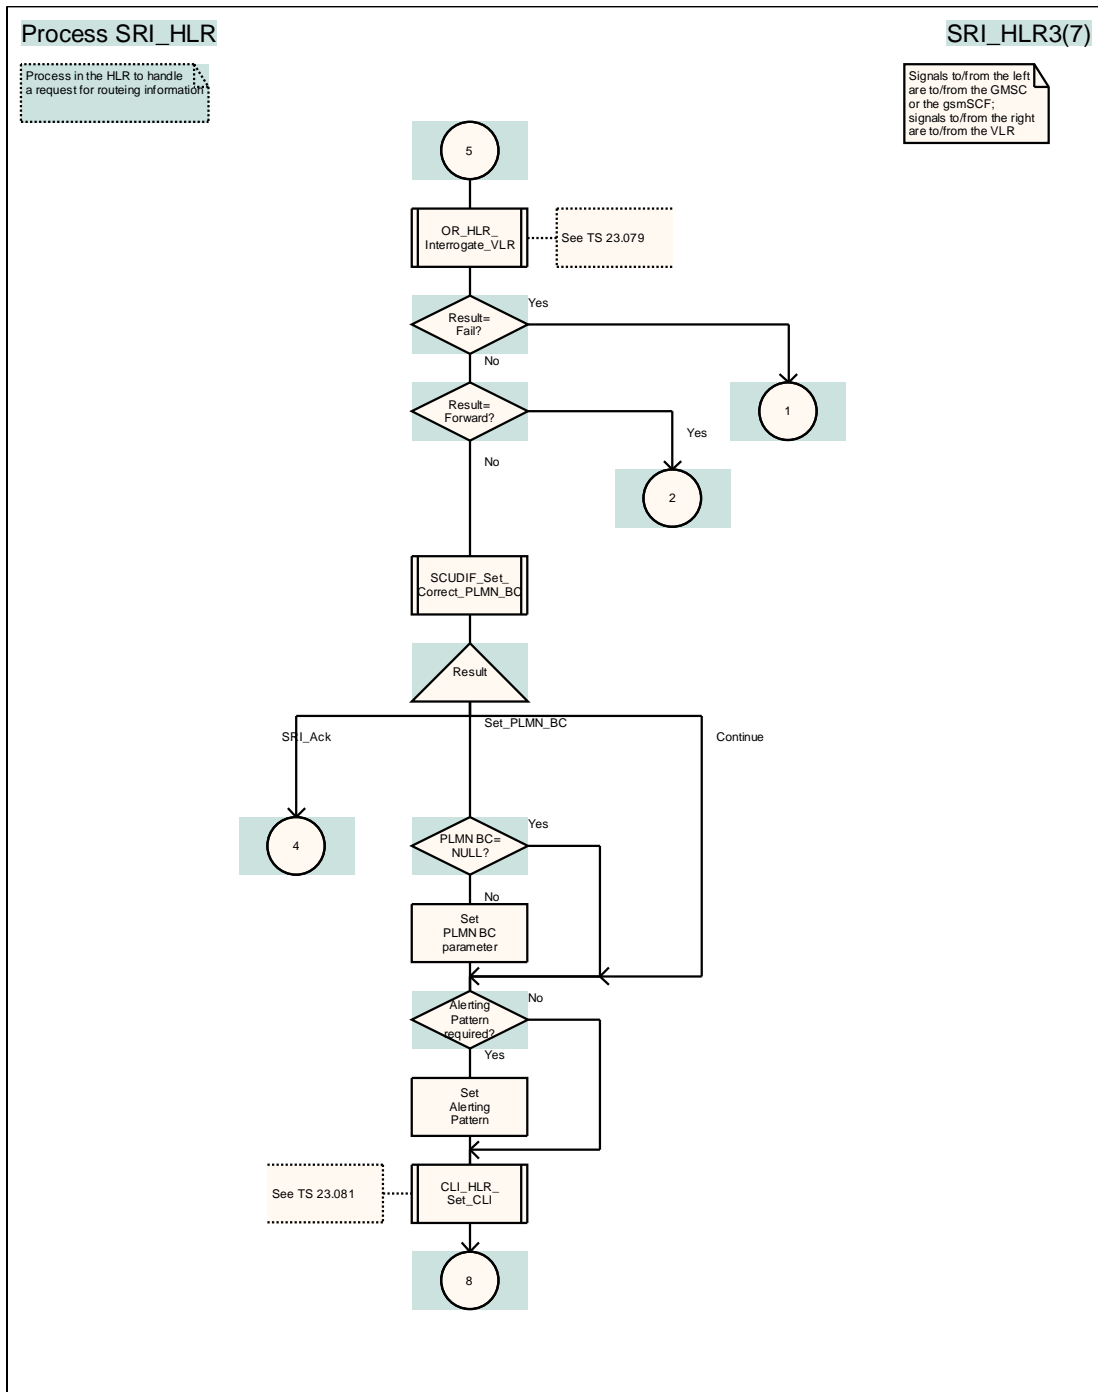 Process SRI_HLR
SRI_HLR3(7)
Process in the HLR to handle
a request for routeing information
Signals to/from the left
are to/from the GMSC
or the gsmSCF;
signals to/from the right
are to/from the VLR
5
OR_HLR_
Interrogate_VLR
See TS 23.079
Result=
Fail?
Yes
No
1
Result=
Forward?
Yes
No
2
SCUDIF_Set_
Correct_PLMN_BC
Result
SRI_Ack
Set_PLMN_BC
Continue
4
PLMN BC=
NULL?
Yes
No
Set
PLMN BC
parameter
Alerting
Pattern
required?
No
Yes
Set
Alerting
Pattern
See TS 23.081
CLI_HLR_
Set_CLI
8